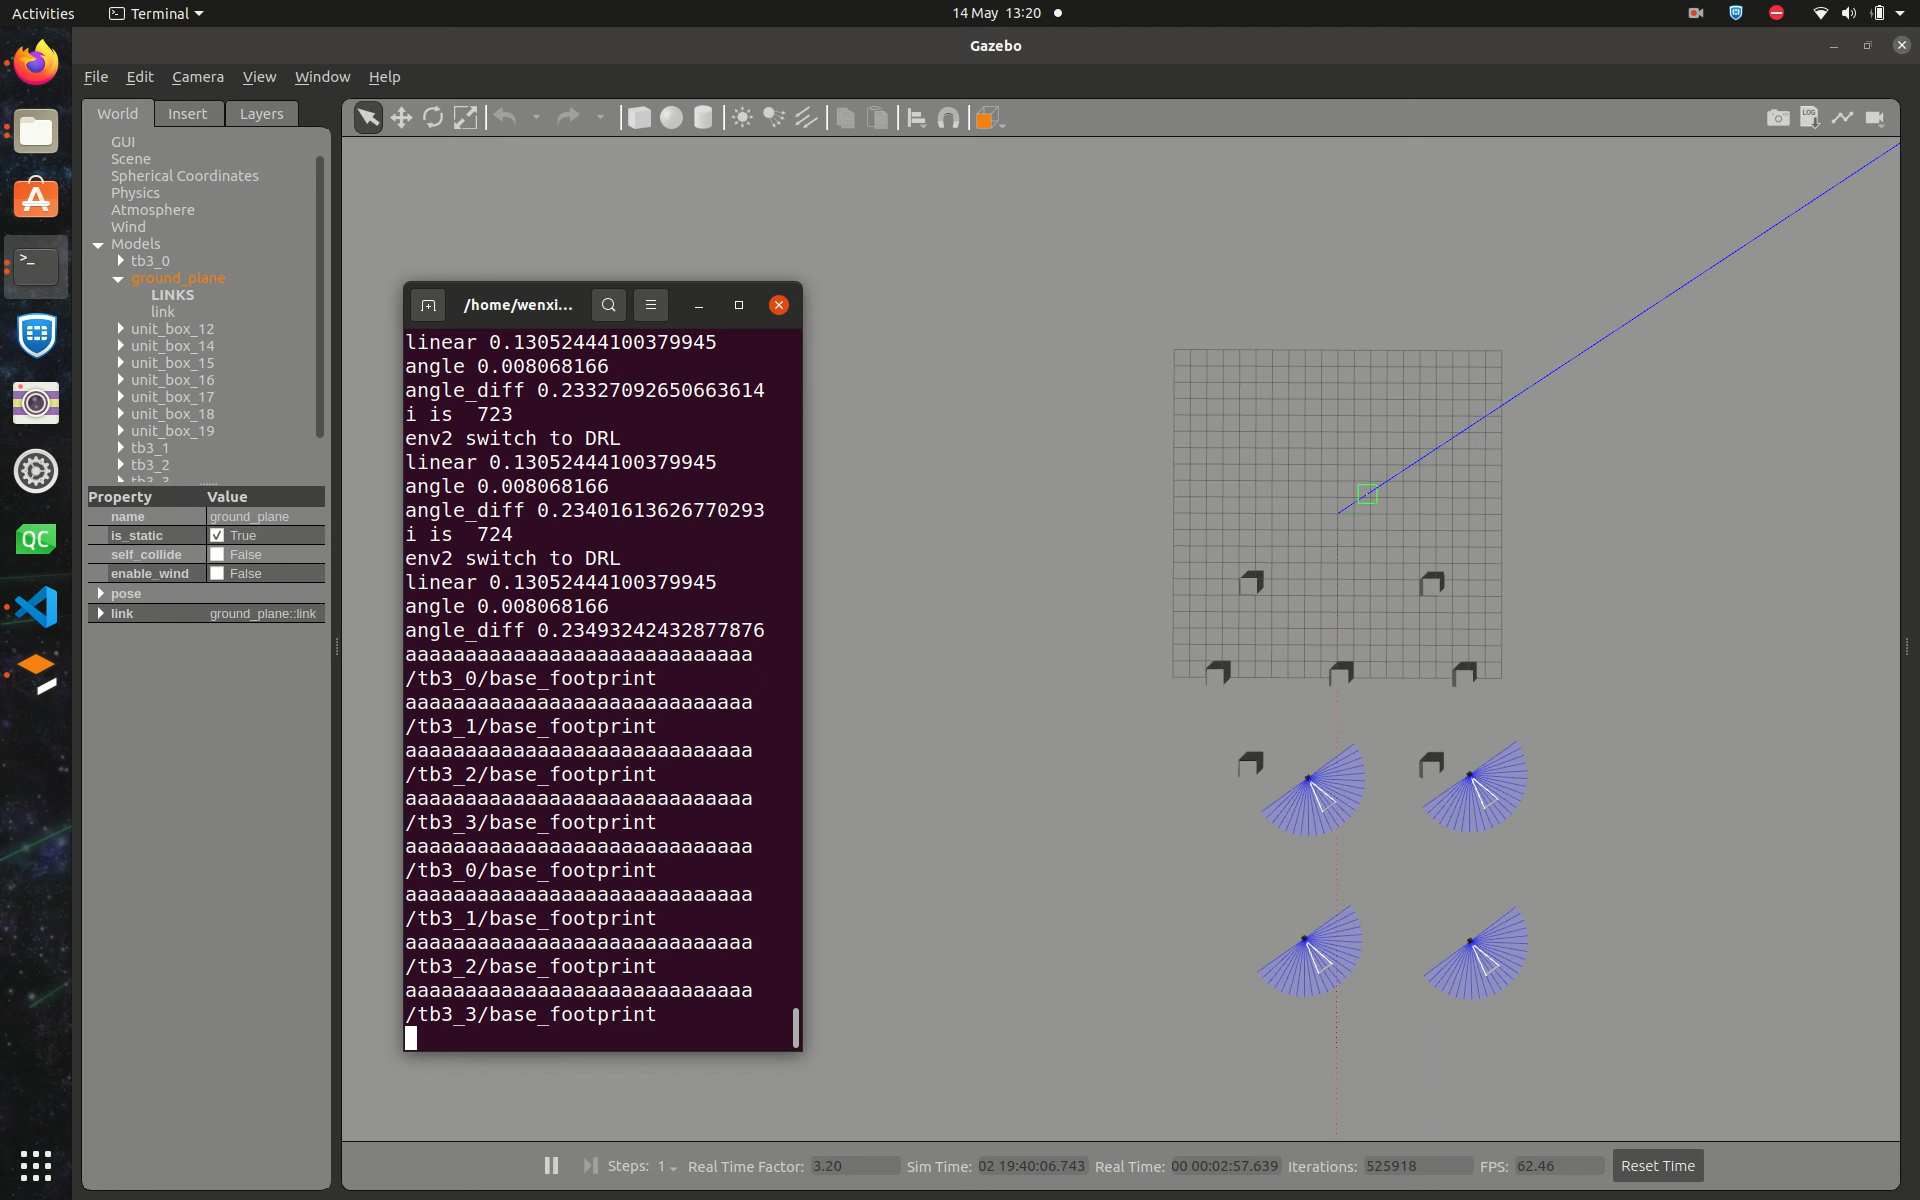 Activities
Terminal
14 May 13:20
Gazebo
File Edit Camera View Window Help
World Insert Layers
GUI
Scene
Spherical Coordinates
Physics
Atmosphere
Wind
Models
tb3_0
ground_plane
LINKS
link
unit_box_12
unit_box_14
unit_box_15
unit_box_16
unit_box_17
unit_box_18
unit_box_19
tb3_1
tb3_2
tb3_3
Property Value
name ground_plane
is_static True
self_collide False
enable_wind False
pose
link ground_plane::link
QC
LOG
/home/wenxi...
linear 0.13052444100379945
angle 0.008068166
angle_diff 0.23327092650663614
i is  723
env2 switch to DRL
linear 0.13052444100379945
angle 0.008068166
angle_diff 0.23401613626770293
i is  724
env2 switch to DRL
linear 0.13052444100379945
angle 0.008068166
angle_diff 0.23493242432877876
aaaaaaaaaaaaaaaaaaaaaaaaaaaaa
/tb3_0/base_footprint
aaaaaaaaaaaaaaaaaaaaaaaaaaaaa
/tb3_1/base_footprint
aaaaaaaaaaaaaaaaaaaaaaaaaaaaa
/tb3_2/base_footprint
aaaaaaaaaaaaaaaaaaaaaaaaaaaaa
/tb3_3/base_footprint
aaaaaaaaaaaaaaaaaaaaaaaaaaaaa
/tb3_0/base_footprint
aaaaaaaaaaaaaaaaaaaaaaaaaaaaa
/tb3_1/base_footprint
aaaaaaaaaaaaaaaaaaaaaaaaaaaaa
/tb3_2/base_footprint
aaaaaaaaaaaaaaaaaaaaaaaaaaaaa
/tb3_3/base_footprint
Steps: 1 Real Time Factor: 3.20 Sim Time: 02 19:40:06.743 Real Time: 00 00:02:57.639 Iterations: 525918 FPS: 62.46 Reset Time